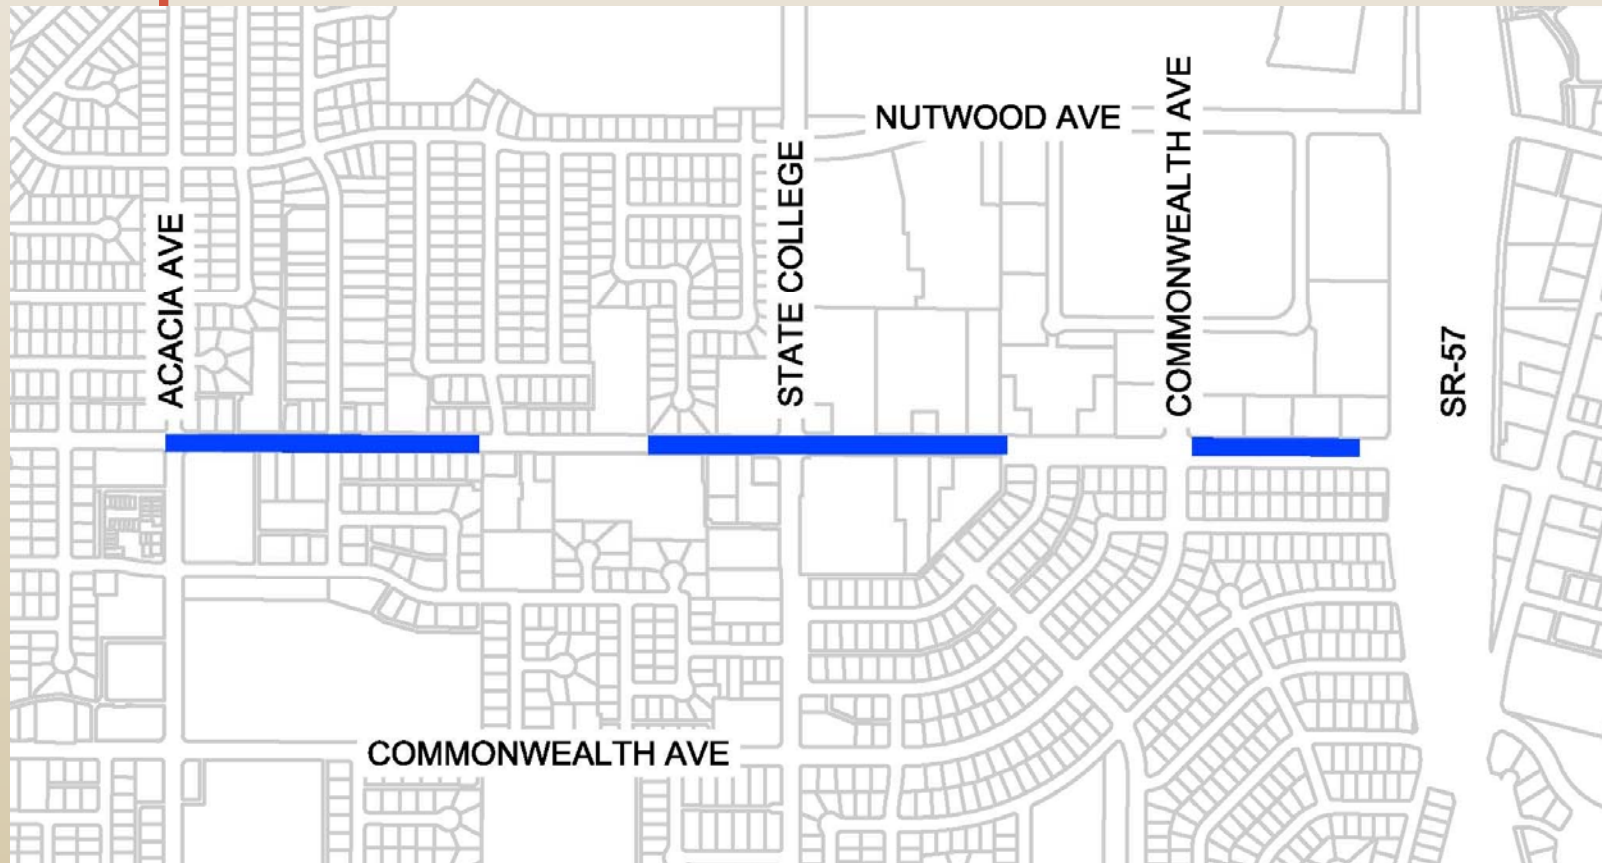 NUTWOOD AVE
COMMONWEALTH AVE
STATE COLLEGE
ACACIA AVE
SR-57
COMMONWEALTH AVE